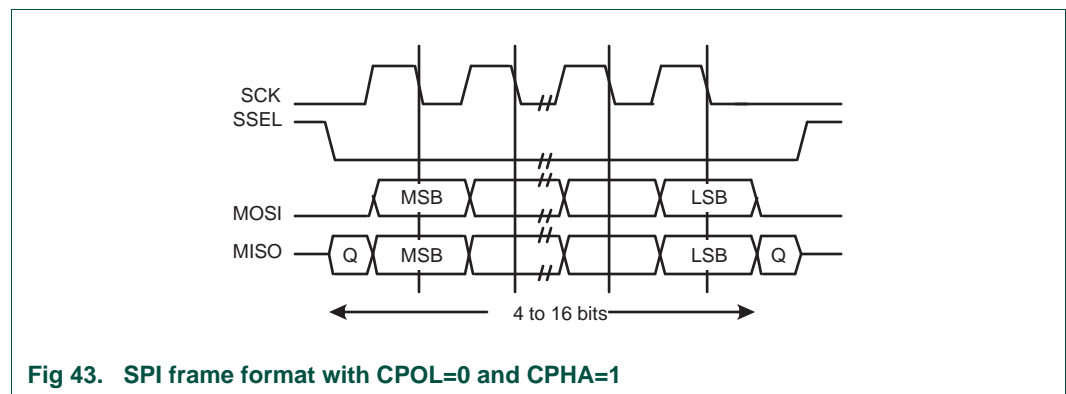 SCK
SSEL
MOSI MSB LSB
MISO Q MSB LSB Q
4 to 16 bits
Fig 43. SPI frame format with CPOL=0 and CPHA=1